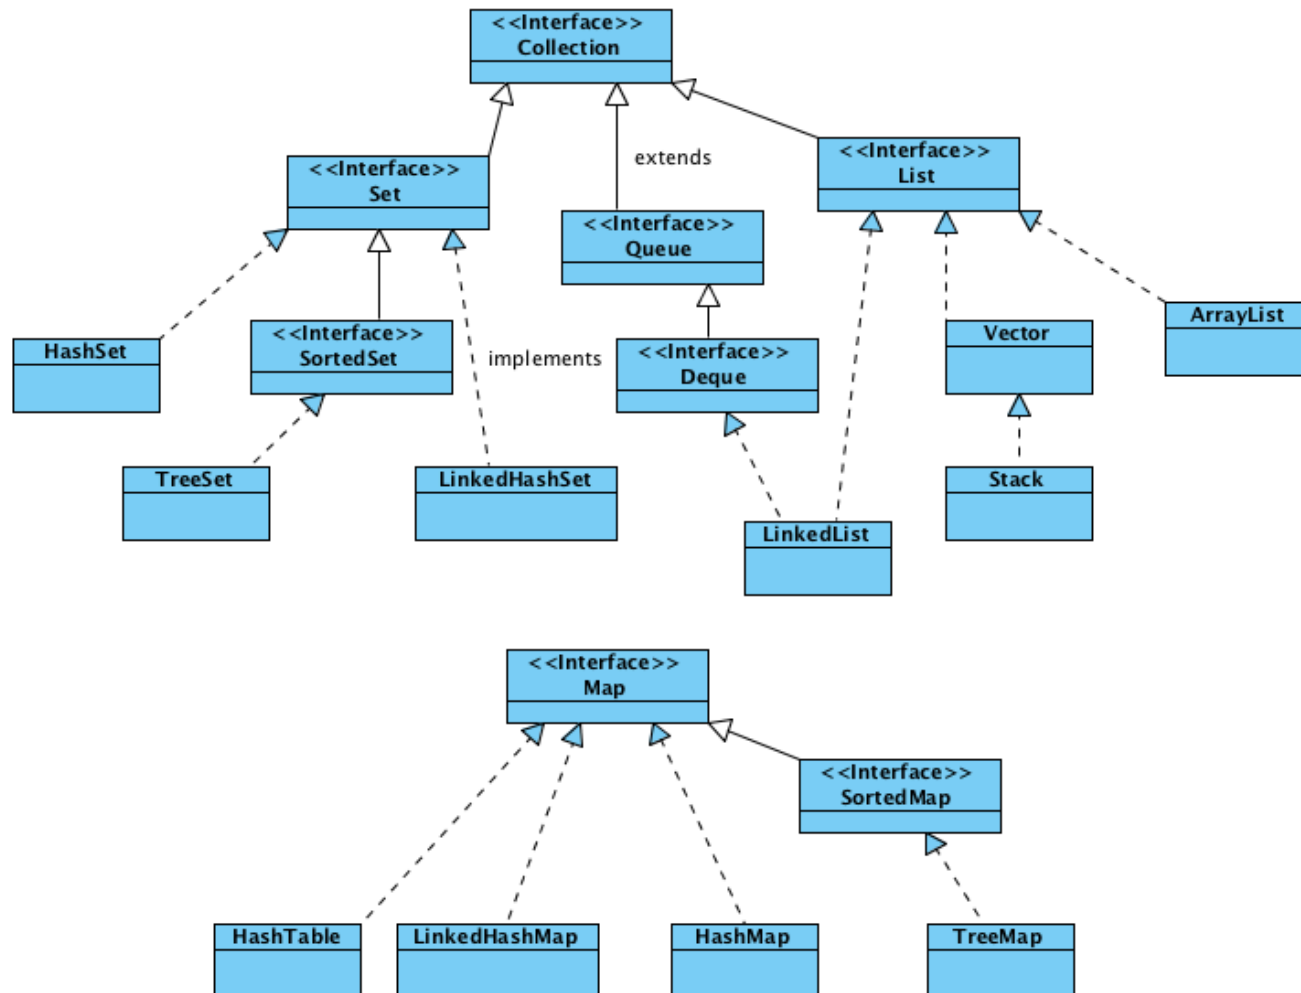 <<Interface>>
Collection
<<Interface>>
Set
extends
<<Interface>>
List
<<Interface>>
Queue
HashSet
<<Interface>>
SortedSet
implements
<<Interface>>
Deque
Vector
ArrayList
TreeSet
LinkedHashSet
LinkedList
Stack
<<Interface>>
Map
<<Interface>>
SortedMap
HashTable
LinkedHashMap
HashMap
TreeMap